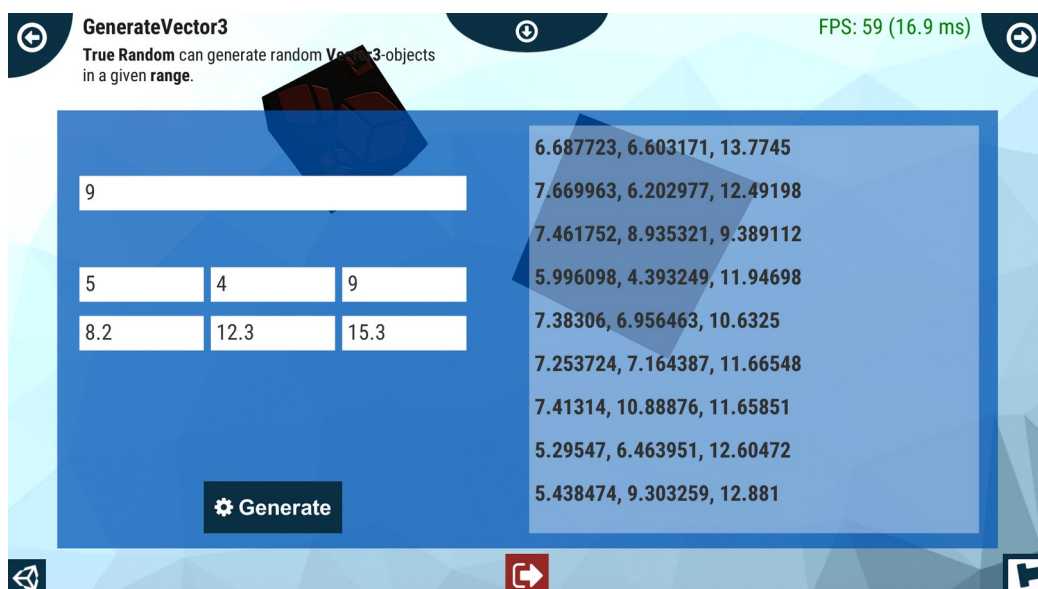 GenerateVector3
True Random can generate random Vector3-objects
in a given range.
FPS: 59 (16.9 ms)
9
5 4 9
8.2 12.3 15.3
Generate
6.687723, 6.603171, 13.7745
7.669963, 6.202977, 12.49198
7.461752, 8.935321, 9.389112
5.996098, 4.393249, 11.94698
7.38306, 6.956463, 10.6325
7.253724, 7.164387, 11.66548
7.41314, 10.88876, 11.65851
5.29547, 6.463951, 12.60472
5.438474, 9.303259, 12.881